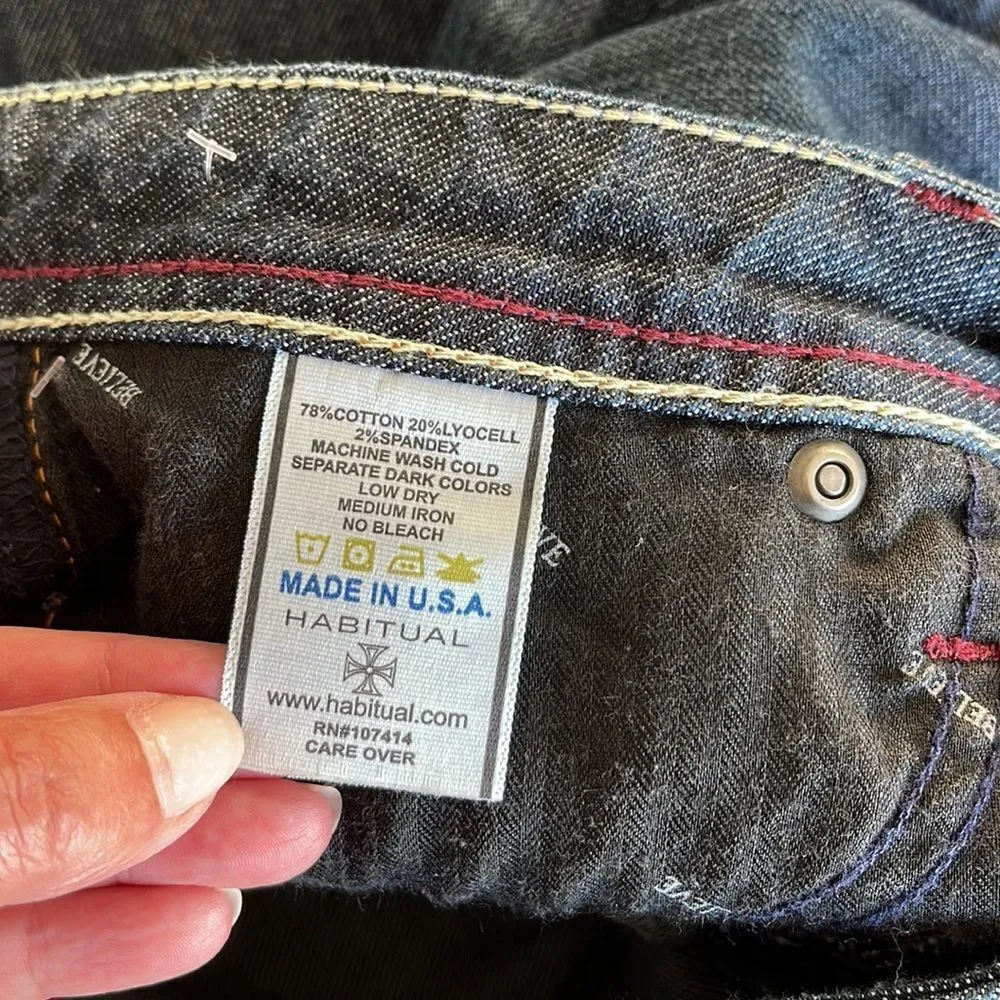 BELIEVE
78%COTTON 20%LYOCELL
2%SPANDEX
MACHINE WASH COLD
SEPARATE DARK COLORS
LOW DRY
MEDIUM IRON
NO BLEACH
MADE IN U.S.A.
HABITUAL
www.habitual.com
RN#107414
CARE OVER